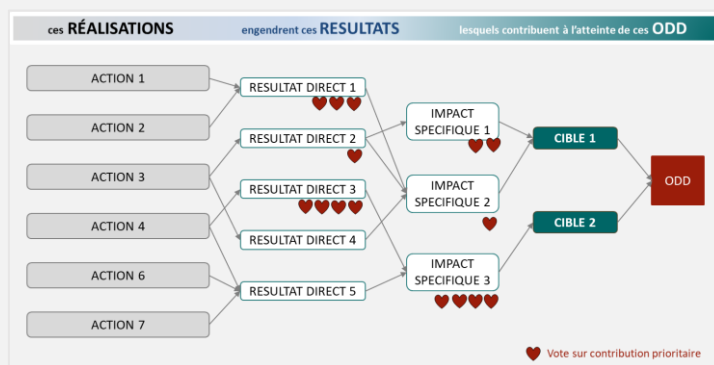 ces RÉALISATIONS
engendrent ces RESULTATS
lesquels contribuent à l'atteinte de ces ODD
ACTION 1
ACTION 2
ACTION 3
ACTION 4
ACTION 6
ACTION 7
RESULTAT DIRECT 1
RESULTAT DIRECT 2
RESULTAT DIRECT 3
RESULTAT DIRECT 4
RESULTAT DIRECT 5
IMPACT
SPECIFIQUE 1
IMPACT
SPECIFIQUE 2
IMPACT
SPECIFIQUE 3
CIBLE 1
CIBLE 2
ODD
Vote sur contribution prioritaire